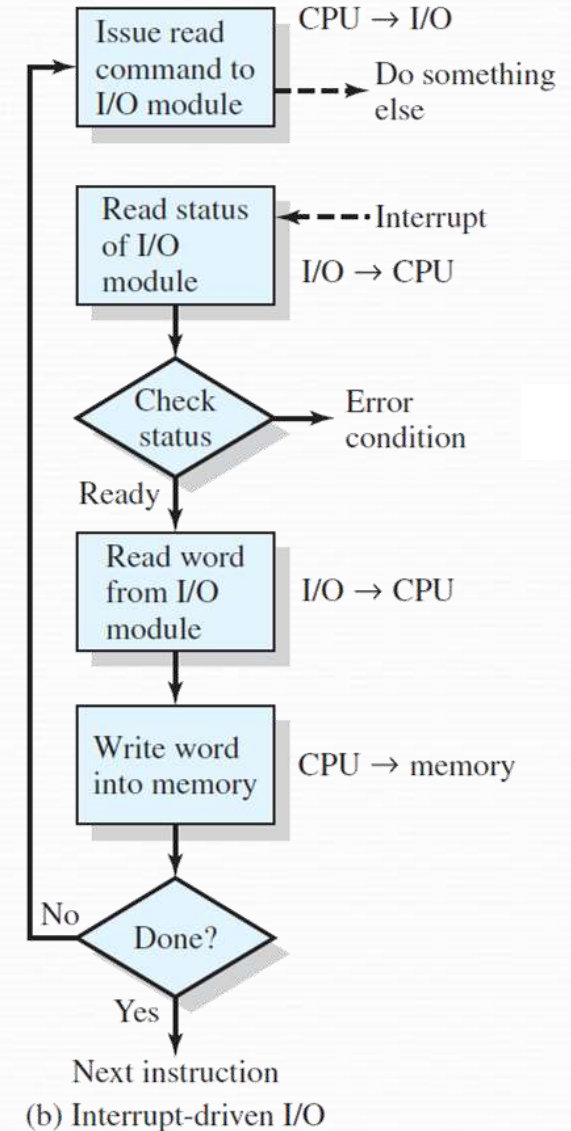 Issue read
command to
I/O module
CPU → I/O
Do something
else
Read status
of I/O
module
Interrupt
I/O → CPU
Check
status
Error
condition
Ready
Read word
from I/O
module
I/O → CPU
Write word
into memory
CPU → memory
Done?
No
Yes
Next instruction
(b) Interrupt-driven I/O